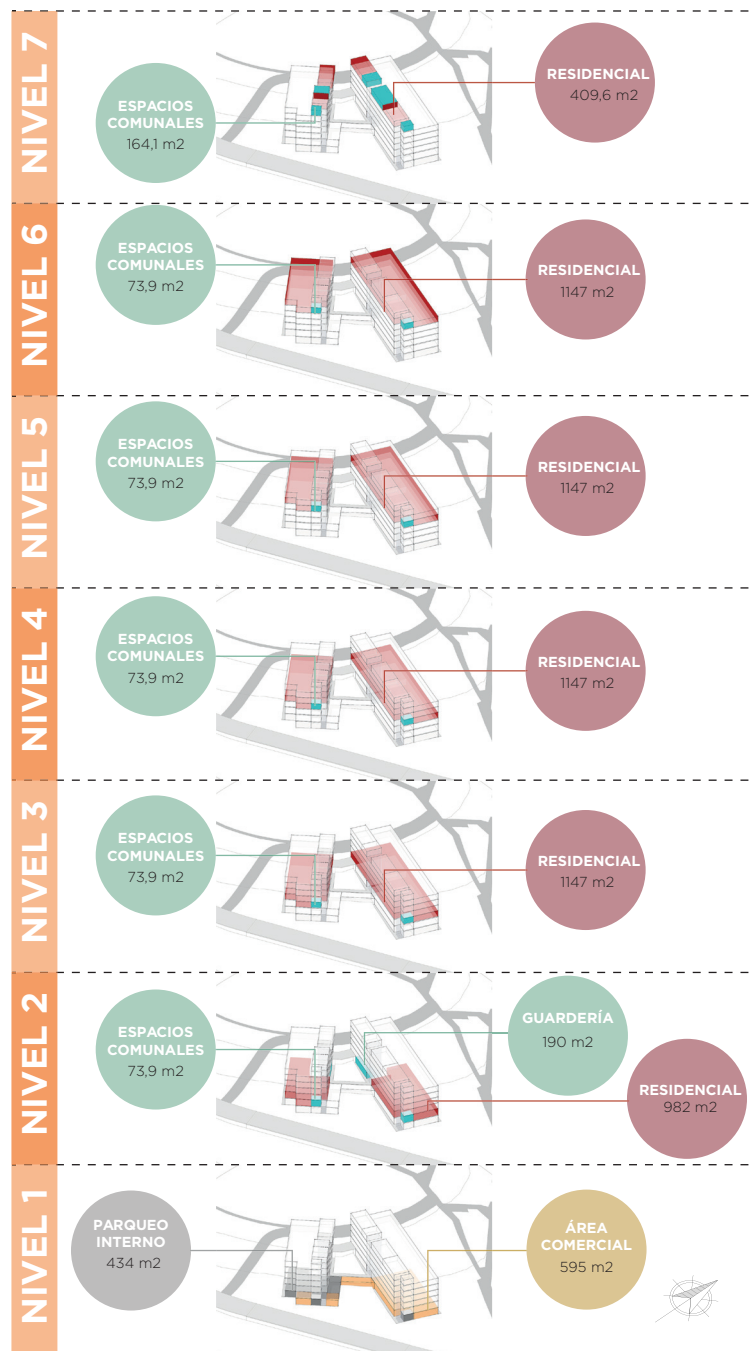 NIVEL 7
ESPACIOS
COMUNALES
164,1 m2
RESIDENCIAL
409,6 m2
NIVEL 6
ESPACIOS
COMUNALES
73,9 m2
RESIDENCIAL
1147 m2
NIVEL 5
ESPACIOS
COMUNALES
73,9 m2
RESIDENCIAL
1147 m2
NIVEL 4
ESPACIOS
COMUNALES
73,9 m2
RESIDENCIAL
1147 m2
NIVEL 3
ESPACIOS
COMUNALES
73,9 m2
RESIDENCIAL
1147 m2
NIVEL 2
ESPACIOS
COMUNALES
73,9 m2
GUARDERÍA
190 m2
RESIDENCIAL
982 m2
NIVEL 1
PARQUEO
INTERNO
434 m2
ÁREA
COMERCIAL
595 m2